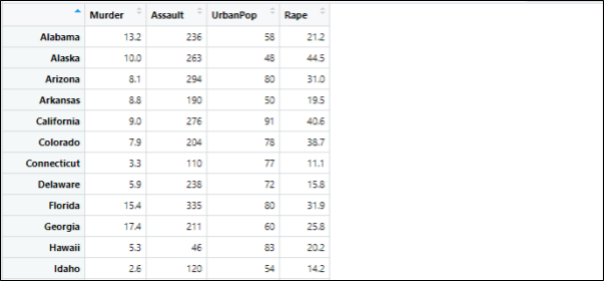 Murder Assault UrbanPop Rape
Alabama 13.2 236 58 21.2
Alaska 10.0 263 48 44.5
Arizona 8.1 294 80 31.0
Arkansas 8.8 190 50 19.5
California 9.0 276 91 40.6
Colorado 7.9 204 78 38.7
Connecticut 3.3 110 77 11.1
Delaware 5.9 238 72 15.8
Florida 15.4 335 80 31.9
Georgia 17.4 211 60 25.8
Hawaii 5.3 46 83 20.2
Idaho 2.6 120 54 14.2